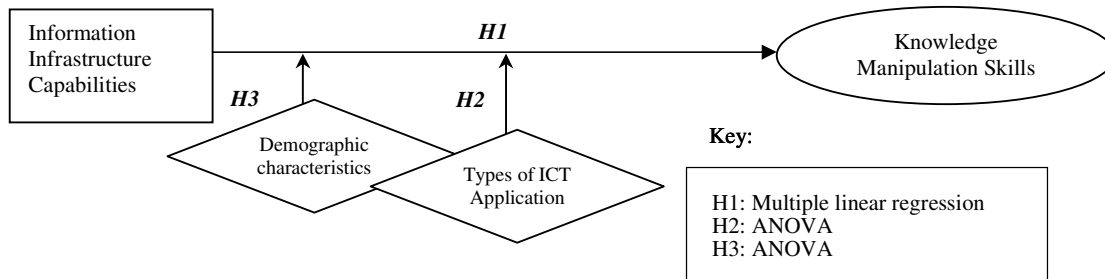 Information
Infrastructure
Capabilities
H1
Knowledge
Manipulation Skills
H3
H2
Demographic
characteristics
Types of ICT
Application
Key:
H1: Multiple linear regression
H2: ANOVA
H3: ANOVA